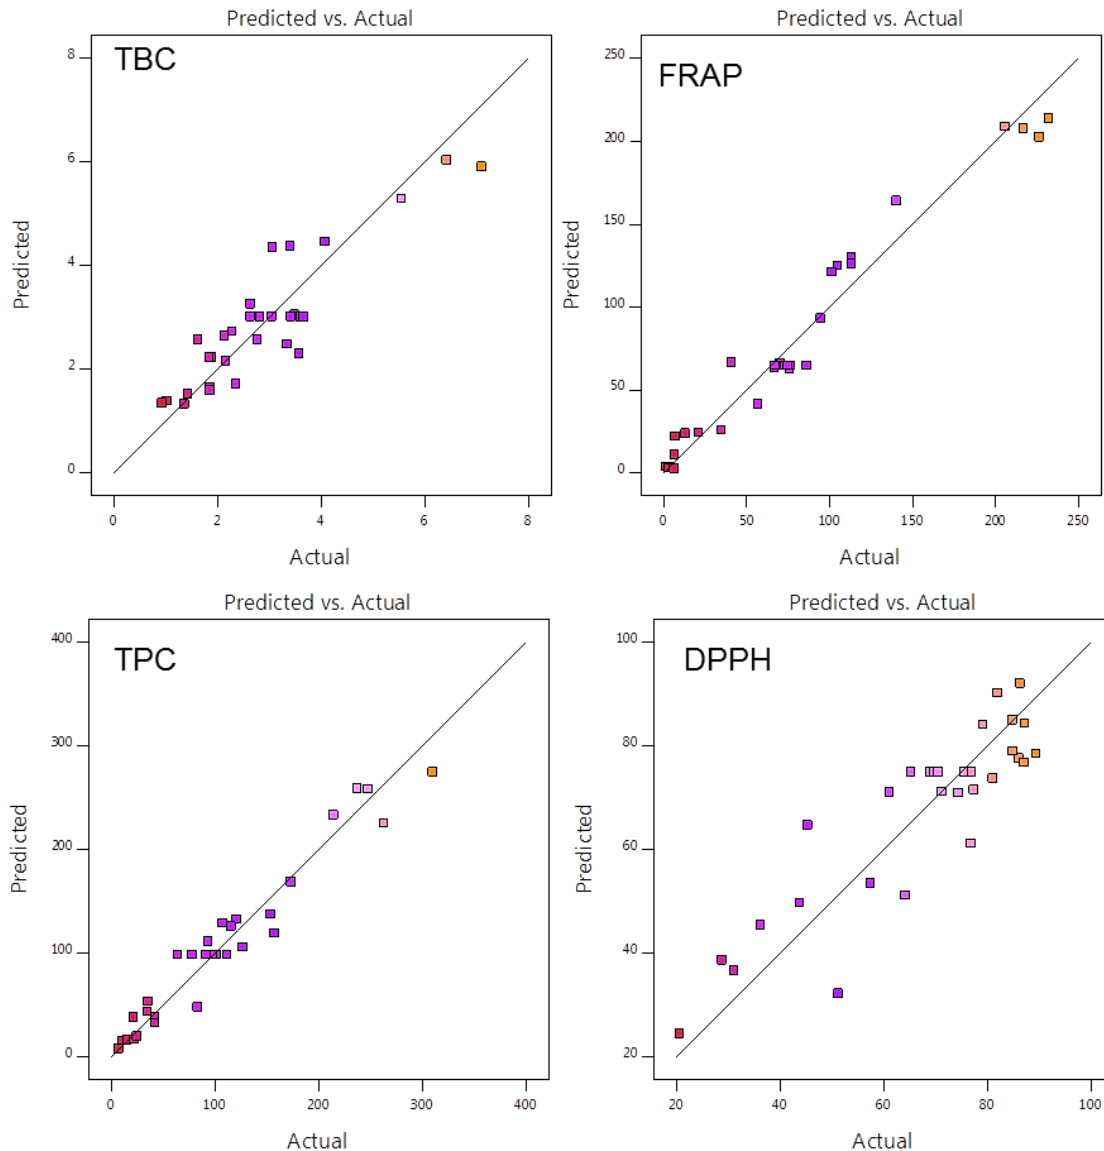 Predicted vs. Actual
TBC
Predicted
8
6
4
2
0
0 2 4 6 8
Actual
Predicted vs. Actual
FRAP
Predicted
250
200
150
100
50
0
0 50 100 150 200 250
Actual
Predicted vs. Actual
TPC
Predicted
400
300
200
100
0
0 100 200 300 400
Actual
Predicted vs. Actual
DPPH
Predicted
100
80
60
40
20
20 40 60 80 100
Actual